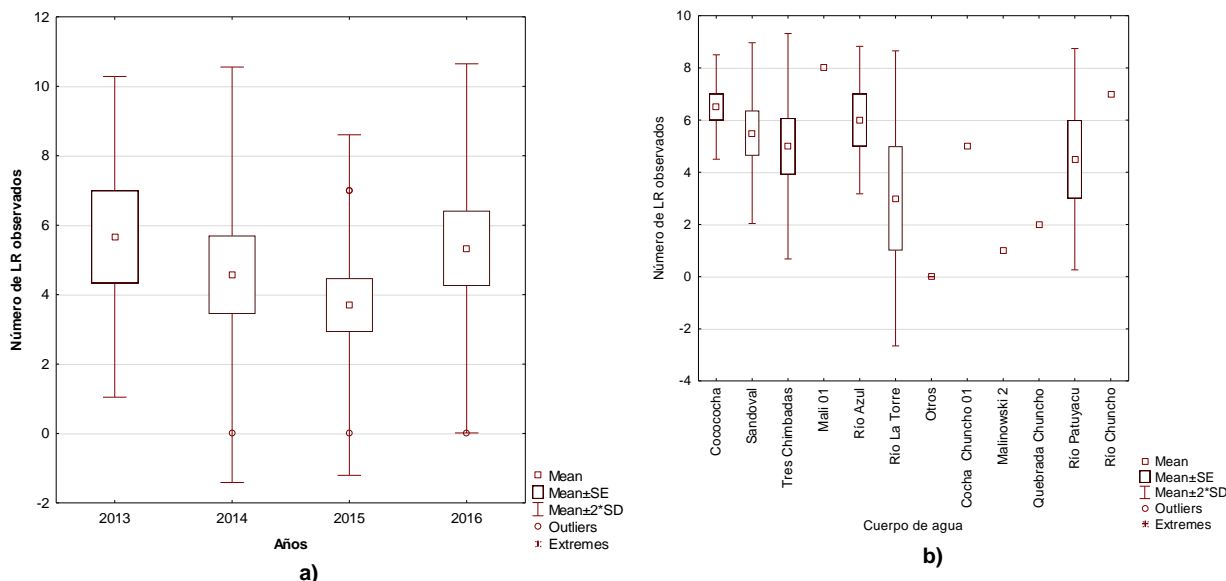 12
10
8
6
4
2
0
-2
Número de LR observados
2013
2014
2015
2016
Años
Mean
Mean±SE
Mean±2*SD
Outliers
Extremes
a)
10
8
6
4
2
0
-2
-4
Número de LR observados
Cocococha
Sandoval
Tres Chimbadas
Mali 01
Río Azul
Río La Torre
Otros
Cocha Chuncho 01
Malinowski 2
Quebrada Chuncho
Río Patuyacu
Río Chuncho
Cuerpo de agua
Mean
Mean±SE
Mean±2*SD
Outliers
Extremes
b)